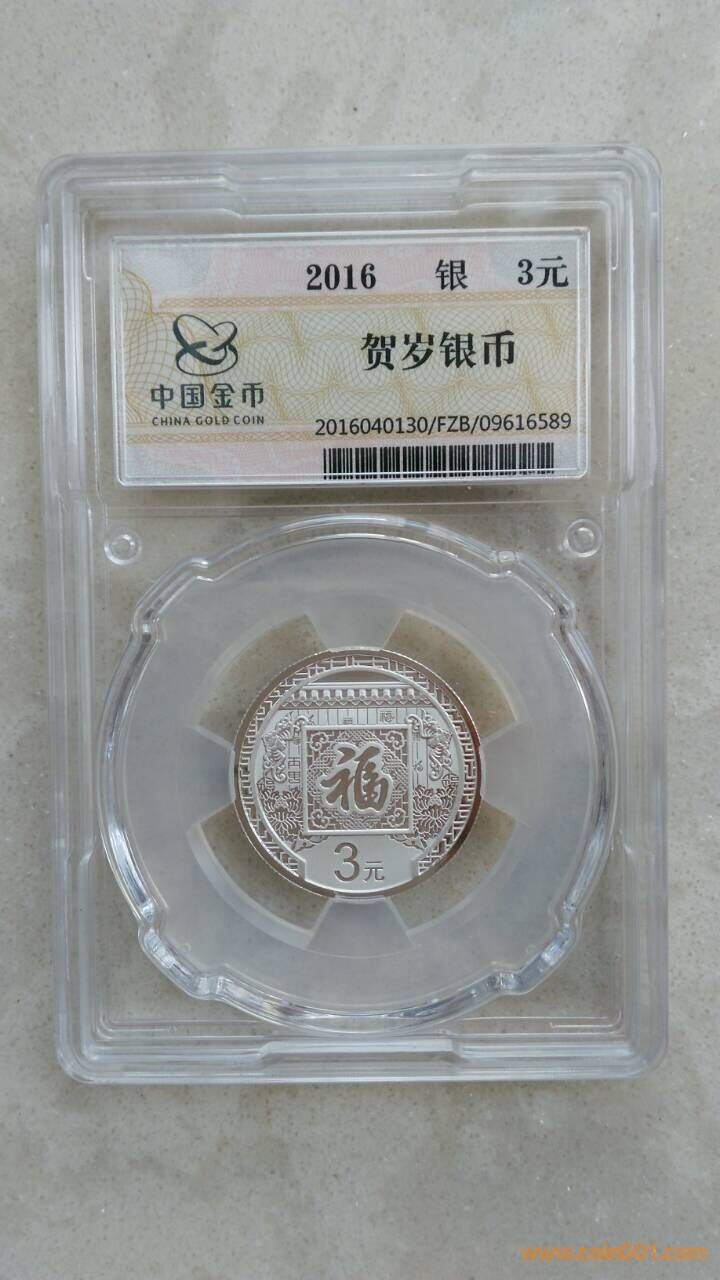 2016 银 3元
贺岁银币
中国金币
CHINA GOLD COIN
2016040130/FZB/09616589
福
3元
www.coin001.com